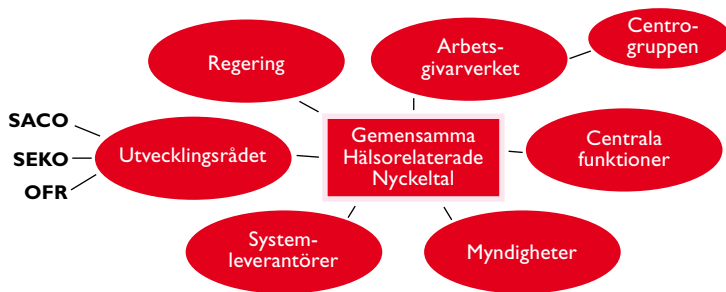 Regering
Arbets-
givarverket
Centro-
gruppen
SACO
SEKO
OFR
Utvecklingsrådet
Gemensamma
Hälsorelaterade
Nyckeltal
Centrala
funktioner
System-
leverantörer
Myndigheter